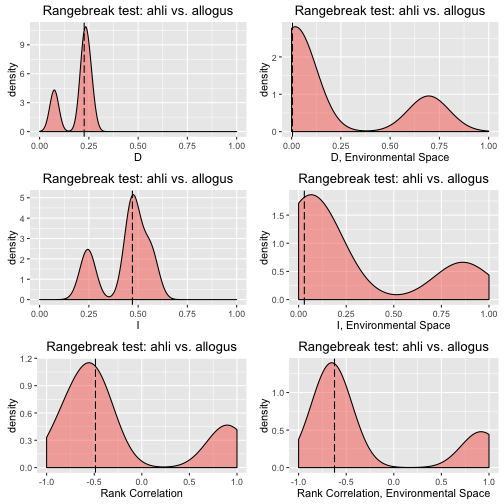 Rangebreak test: ahli vs. allogus
density
9
6
3
0
0.00 0.25 0.50 0.75 1.00
D
Rangebreak test: ahli vs. allogus
density
2
1
0
0.00 0.25 0.50 0.75 1.00
D, Environmental Space
Rangebreak test: ahli vs. allogus
density
5
4
3
2
1
0
0.00 0.25 0.50 0.75 1.00
I
Rangebreak test: ahli vs. allogus
density
1.5
1.0
0.5
0.0
0.00 0.25 0.50 0.75 1.00
I, Environmental Space
Rangebreak test: ahli vs. allogus
density
1.2
0.9
0.6
0.3
0.0
-1.0 -0.5 0.0 0.5 1.0
Rank Correlation
Rangebreak test: ahli vs. allogus
density
1.0
0.5
0.0
-1.0 -0.5 0.0 0.5 1.0
Rank Correlation, Environmental Space